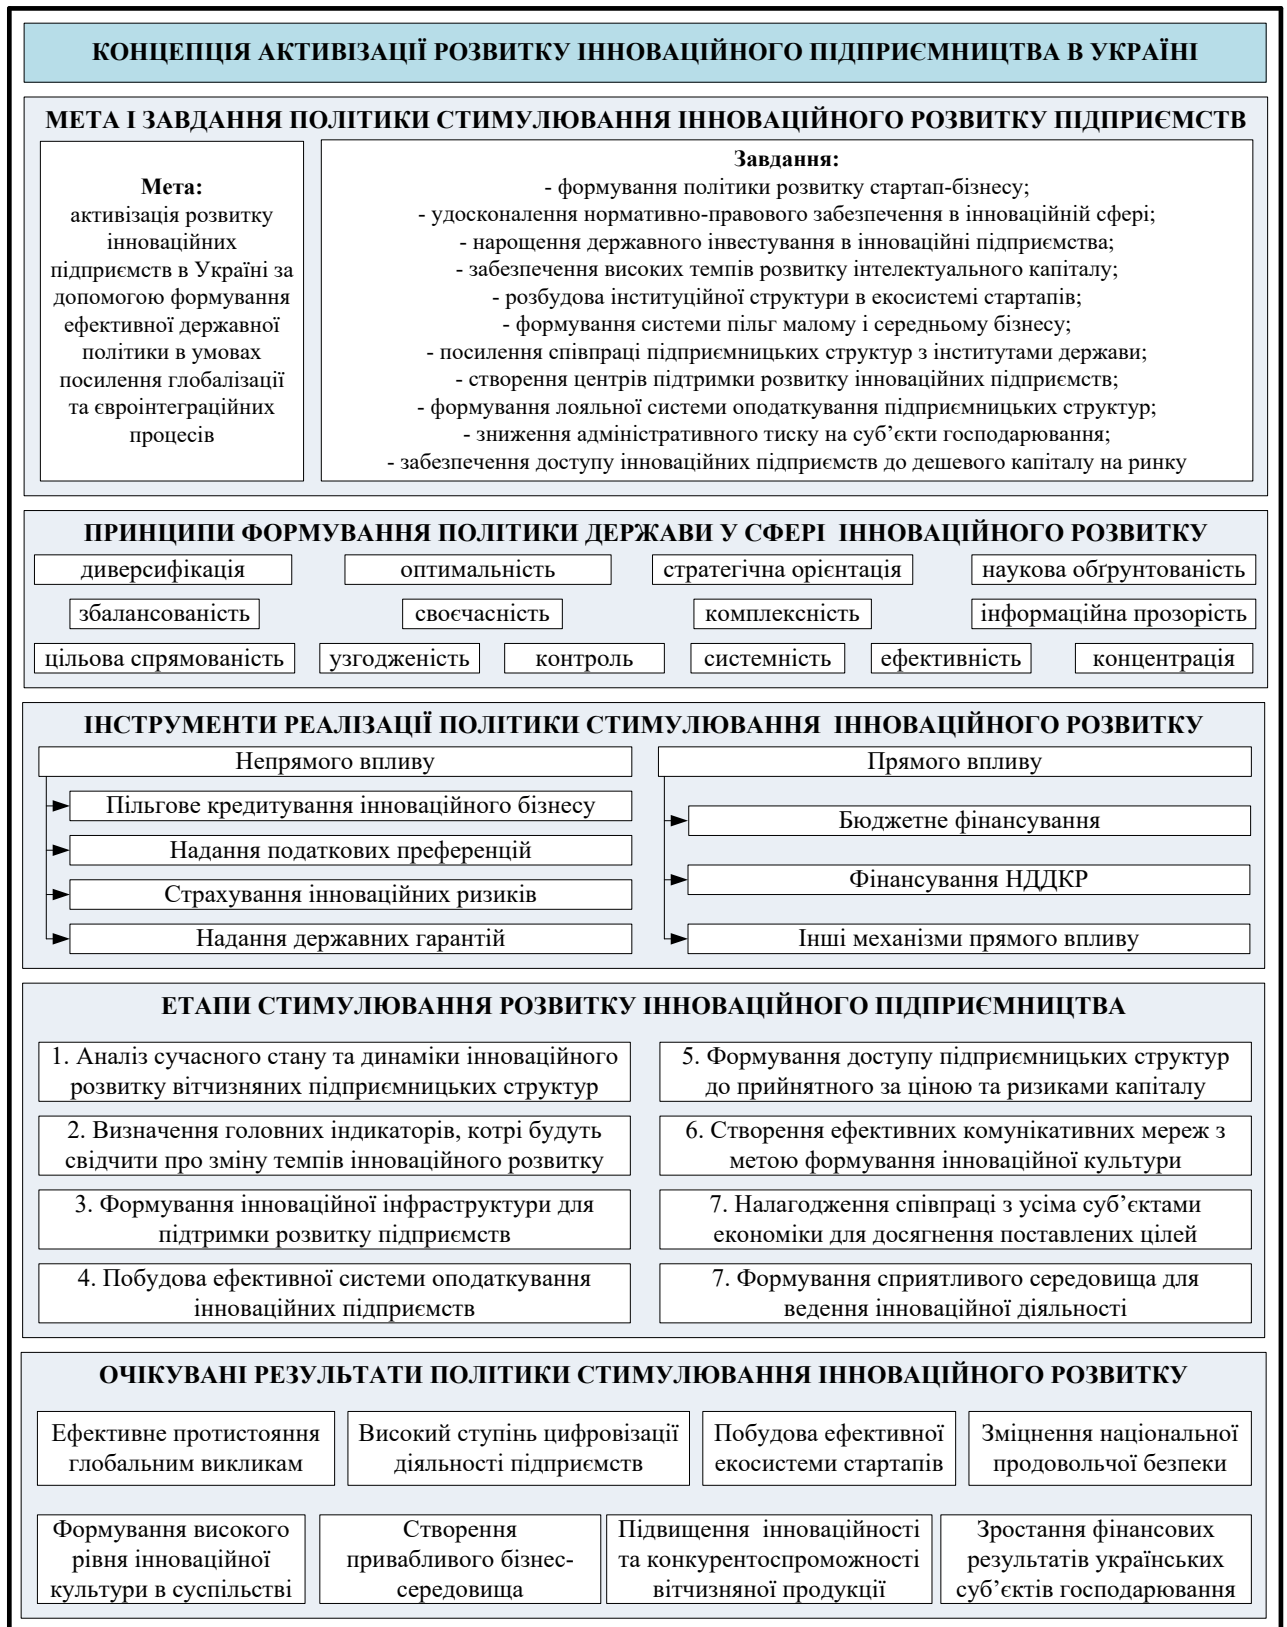 КОНЦЕПЦІЯ АКТИВІЗАЦІЇ РОЗВИТКУ ІННОВАЦІЙНОГО ПІДПРИЄМНИЦТВА В УКРАЇНІ
МЕТА І ЗАВДАННЯ ПОЛІТИКИ СТИМУЛЮВАННЯ ІННОВАЦІЙНОГО РОЗВИТКУ ПІДПРИЄМСТВ
Мета:
активізація розвитку
інноваційних
підприємств в Україні за
допомогою формування
ефективної державної
політики в умовах
посилення глобалізації
та євроінтеграційних
процесів
Завдання:
- формування політики розвитку стартап-бізнесу;
- удосконалення нормативно-правового забезпечення в інноваційній сфері;
- нарощення державного інвестування в інноваційні підприємства;
- забезпечення високих темпів розвитку інтелектуального капіталу;
- розбудова інституційної структури в екосистемі стартапів;
- формування системи пільг малому і середньому бізнесу;
- посилення співпраці підприємницьких структур з інститутами держави;
- створення центрів підтримки розвитку інноваційних підприємств;
- формування лояльної системи оподаткування підприємницьких структур;
- зниження адміністративного тиску на суб’єкти господарювання;
- забезпечення доступу інноваційних підприємств до дешевого капіталу на ринку
ПРИНЦИПИ ФОРМУВАННЯ ПОЛІТИКИ ДЕРЖАВИ У СФЕРІ ІННОВАЦІЙНОГО РОЗВИТКУ
диверсифікація
оптимальність
стратегічна орієнтація
наукова обґрунтованість
збалансованість
своєчасність
комплексність
інформаційна прозорість
цільова спрямованість
узгодженість
контроль
системність
ефективність
концентрація
ІНСТРУМЕНТИ РЕАЛІЗАЦІЇ ПОЛІТИКИ СТИМУЛЮВАННЯ ІННОВАЦІЙНОГО РОЗВИТКУ
Непрямого впливу
Пільгове кредитування інноваційного бізнесу
Надання податкових преференцій
Страхування інноваційних ризиків
Надання державних гарантій
Прямого впливу
Бюджетне фінансування
Фінансування НДДКР
Інші механізми прямого впливу
ЕТАПИ СТИМУЛЮВАННЯ РОЗВИТКУ ІННОВАЦІЙНОГО ПІДПРИЄМНИЦТВА
1. Аналіз сучасного стану та динаміки інноваційного
розвитку вітчизняних підприємницьких структур
2. Визначення головних індикаторів, котрі будуть
свідчити про зміну темпів інноваційного розвитку
3. Формування інноваційної інфраструктури для
підтримки розвитку підприємств
4. Побудова ефективної системи оподаткування
інноваційних підприємств
5. Формування доступу підприємницьких структур
до прийнятного за ціною та ризиками капіталу
6. Створення ефективних комунікативних мереж з
метою формування інноваційної культури
7. Налагодження співпраці з усіма суб’єктами
економіки для досягнення поставлених цілей
7. Формування сприятливого середовища для
ведення інноваційної діяльності
ОЧІКУВАНІ РЕЗУЛЬТАТИ ПОЛІТИКИ СТИМУЛЮВАННЯ ІННОВАЦІЙНОГО РОЗВИТКУ
Ефективне протистояння
глобальним викликам
Високий ступінь цифровізації
діяльності підприємств
Побудова ефективної
екосистеми стартапів
Зміцнення національної
продовольчої безпеки
Формування високого
рівня інноваційної
культури в суспільстві
Створення
привабливого бізнес-
середовища
Підвищення інноваційності
та конкурентоспроможності
вітчизняної продукції
Зростання фінансових
результатів українських
суб’єктів господарювання